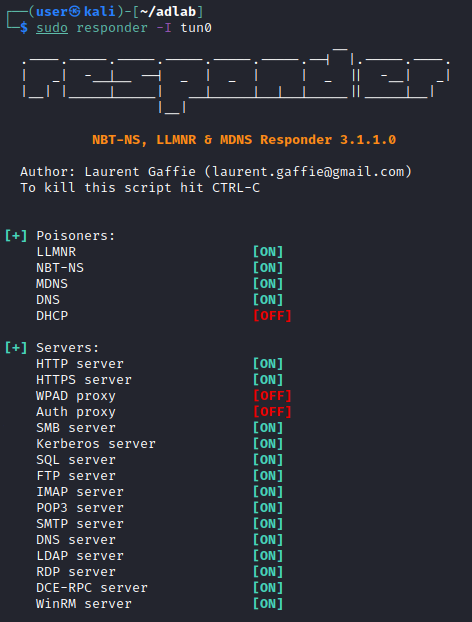 ┌──(user㉿kali)-[~/adlab]
└─$ sudo responder -I tun0
NBT-NS, LLMNR & MDNS Responder 3.1.1.0
Author: Laurent Gaffie (laurent.gaffie@gmail.com)
To kill this script hit CTRL-C
[+] Poisoners:
LLMNR [ON]
NBT-NS [ON]
MDNS [ON]
DNS [ON]
DHCP [OFF]
[+] Servers:
HTTP server [ON]
HTTPS server [ON]
WPAD proxy [OFF]
Auth proxy [OFF]
SMB server [ON]
Kerberos server [ON]
SQL server [ON]
FTP server [ON]
IMAP server [ON]
POP3 server [ON]
SMTP server [ON]
DNS server [ON]
LDAP server [ON]
RDP server [ON]
DCE-RPC server [ON]
WinRM server [ON]